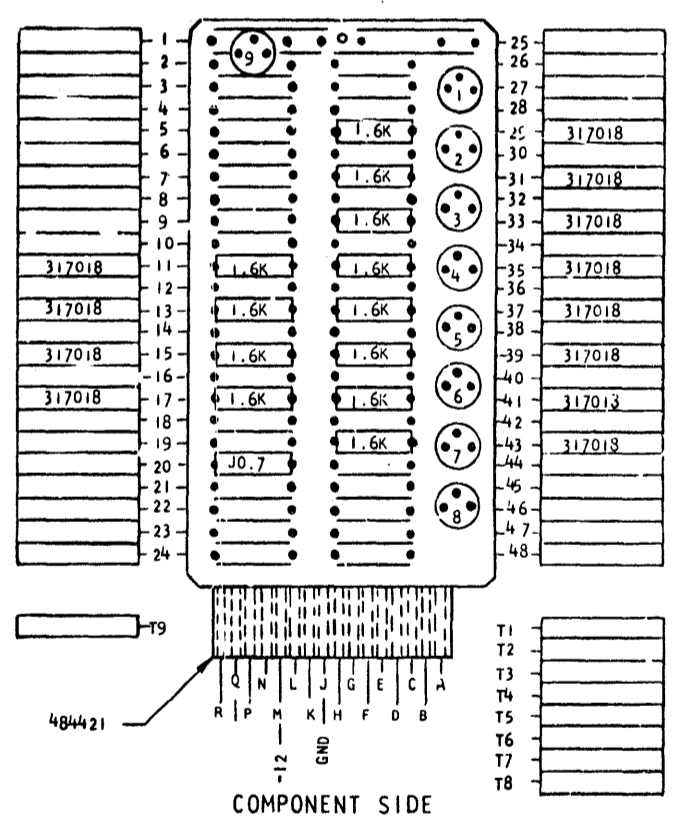 1 9 25
2 26
3 1 27
4 28
5 1.6K 29 317018
6 2 30
7 1.6K 31 317018
8 32
9 1.6K 3 33 317018
10 34
317018 11 1.6K 1.6K 4 35 317018
12 36
317018 13 1.6K 1.6K 37 317018
14 5 38
317018 15 1.6K 1.6K 39 317018
16 40
317018 17 1.6K 1.6K 6 41 317013
18 42
19 1.6K 7 43 317018
20 J0.7 44
21 45
22 8 46
23 47
24 48
T9
T1
T2
T3
T4
T5
T6
T7
T8
R Q P N M L K J H G F E D C B A
484421
-12 GND
COMPONENT SIDE